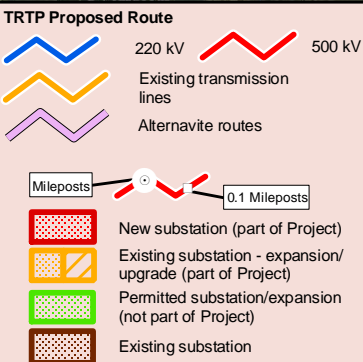 TRTP Proposed Route
220 kV
500 kV
Existing transmission
lines
Alternavite routes
Mileposts
0.1 Mileposts
New substation (part of Project)
Existing substation - expansion/
upgrade (part of Project)
Permitted substation/expansion
(not part of Project)
Existing substation